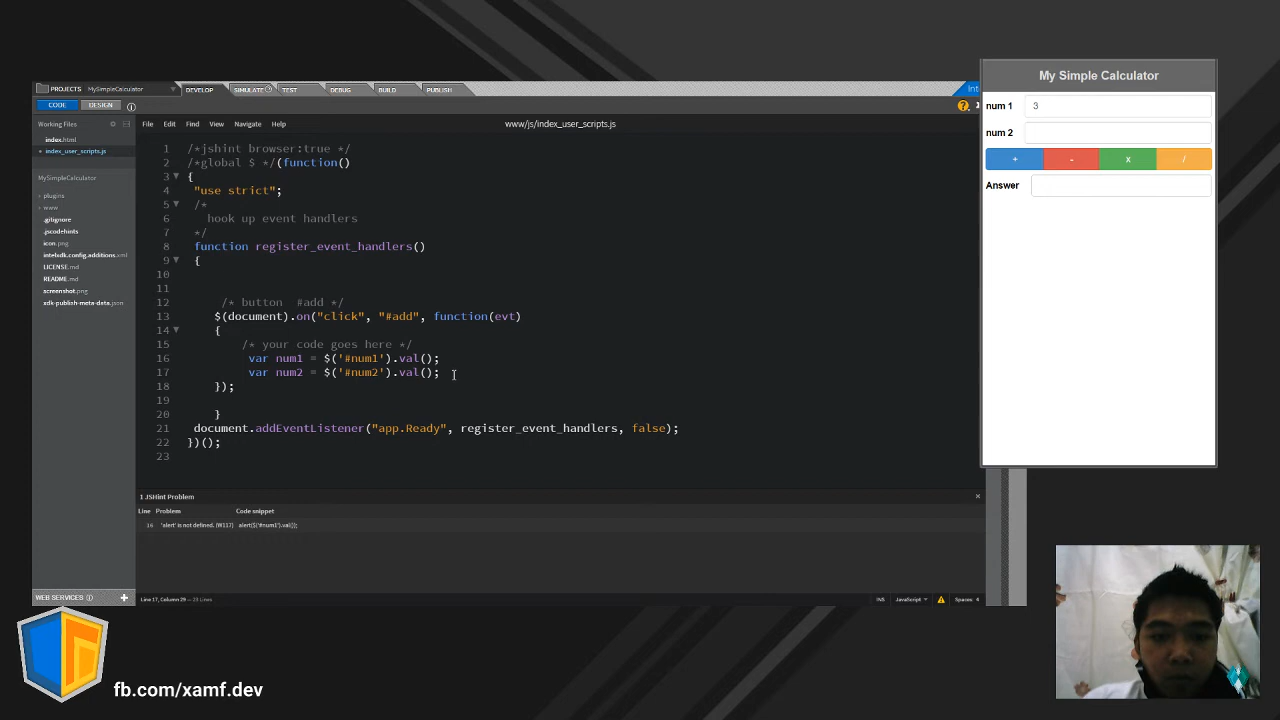 PROJECTS MySimpleCalculator
DEVELOP SIMULATE TEST DEBUG BUILD PUBLISH
Int
CODE DESIGN
Working Files
index.html
index_user_scripts.js
MySimpleCalculator
plugins
www
.gitignore
.jscodehints
icon.png
intelxdk.config.additions.xml
LICENSE.md
README.md
screenshot.png
xdk-publish-meta-data.json
WEB SERVICES
File Edit Find View Navigate Help
www/js/index_user_scripts.js
1 /*jshint browser:true */
2 /*global $ */(function()
3 {
4 "use strict";
5 /*
6 hook up event handlers
7 */
8 function register_event_handlers()
9 {
10
11
12 /* button  #add */
13 $(document).on("click", "#add", function(evt)
14 {
15 /* your code goes here */
16 var num1 = $('#num1').val();
17 var num2 = $('#num2').val();
18 });
19
20 }
21 document.addEventListener("app.Ready", register_event_handlers, false);
22 })();
23
1 JSHint Problem
Line Problem Code snippet
16 'alert' is not defined. (W117) alert($('#num1').val());
Line 17, Column 29 — 23 Lines
INS JavaScript Spaces: 4
My Simple Calculator
num 1 3
num 2
+ - x /
Answer
fb.com/xamf.dev